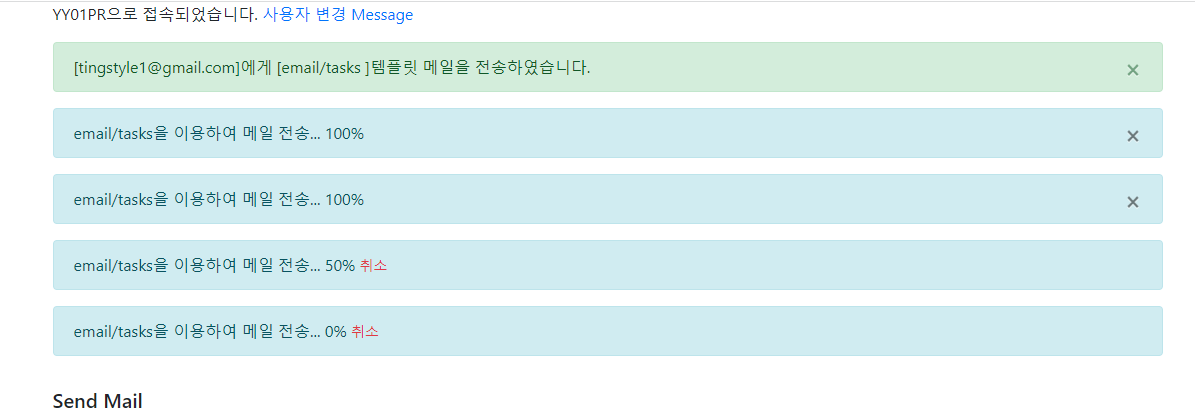 YY01PR으로 접속되었습니다. 사용자 변경 Message
[tingstyle1@gmail.com]에게 [email/tasks ]템플릿 메일을 전송하였습니다. ×
email/tasks을 이용하여 메일 전송... 100% ×
email/tasks을 이용하여 메일 전송... 100% ×
email/tasks을 이용하여 메일 전송... 50% 취소
email/tasks을 이용하여 메일 전송... 0% 취소
Send Mail